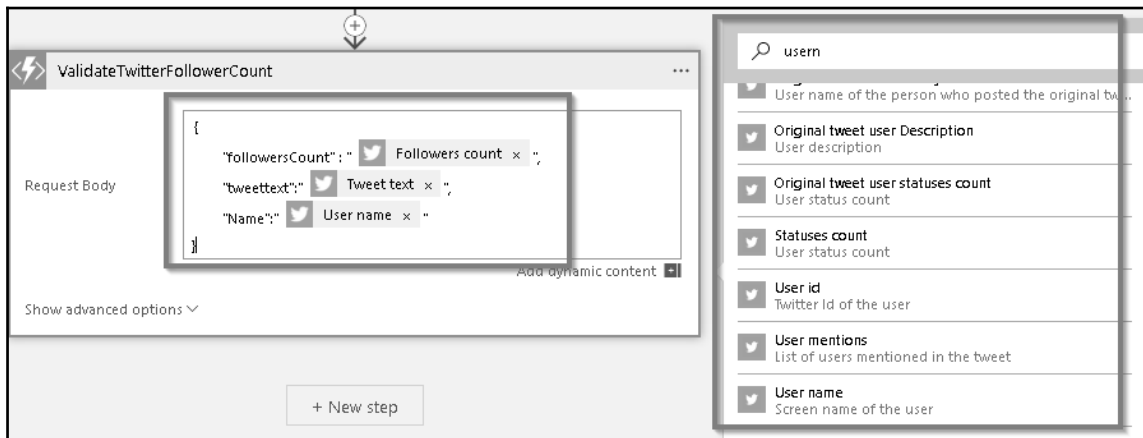 ValidateTwitterFollowerCount
...
Request Body
{
"followersCount" : " Followers count × ",
"tweettext":" Tweet text × ",
"Name":" User name × "
}
Add dynamic content
Show advanced options
+ New step
usern
User name of the person who posted the original tw...
Original tweet user Description
User description
Original tweet user statuses count
User status count
Statuses count
User status count
User id
Twitter Id of the user
User mentions
List of users mentioned in the tweet
User name
Screen name of the user